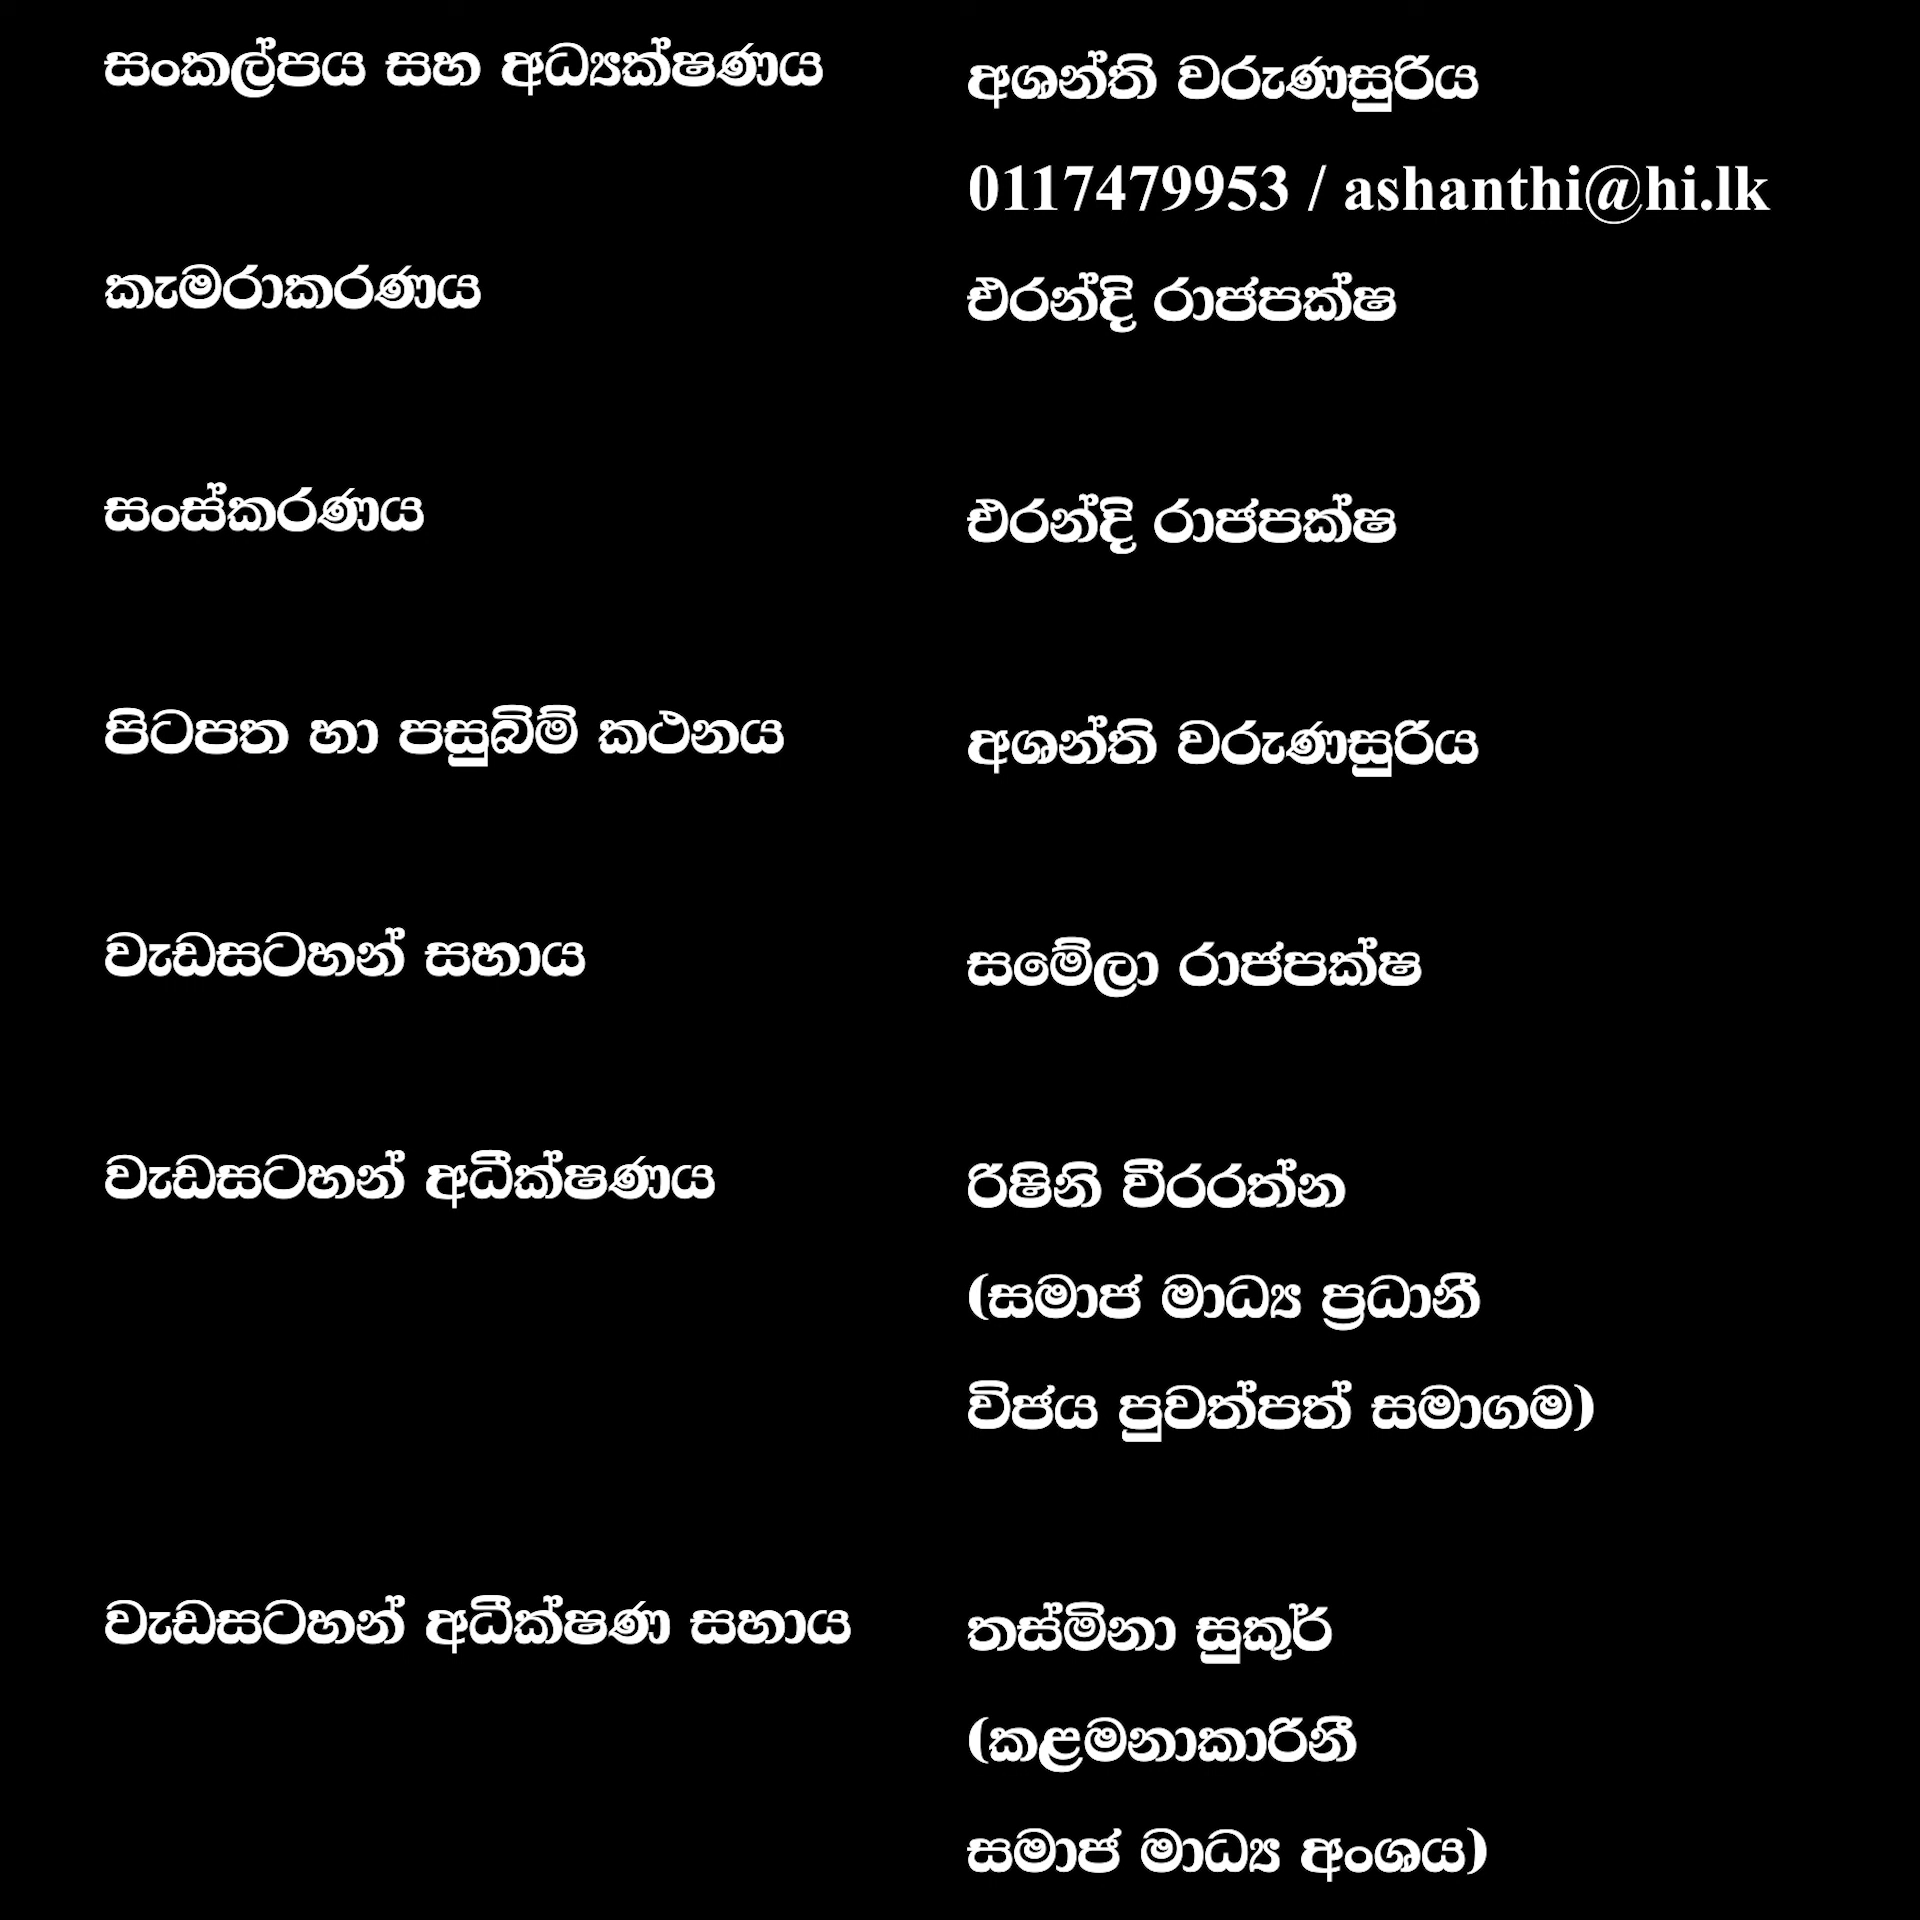 සංකල්පය සහ අධ්‍යක්ෂණය
අශන්ති වරුණසූරිය
0117479953 / ashanthi@hi.lk
කැමරාකරණය
එරන්දි රාජපක්ෂ
සංස්කරණය
එරන්දි රාජපක්ෂ
පිටපත හා පසුබිම් කථනය
අශන්ති වරුණසූරිය
වැඩසටහන් සහාය
සමේලා රාජපක්ෂ
වැඩසටහන් අධීක්ෂණය
රිෂිනි වීරරත්න
(සමාජ මාධ්‍ය ප්‍රධානී
විජය පුවත්පත් සමාගම)
වැඩසටහන් අධීක්ෂණ සහාය
තස්මිනා සුකූර්
(කළමනාකාරිනී
සමාජ මාධ්‍ය අංශය)